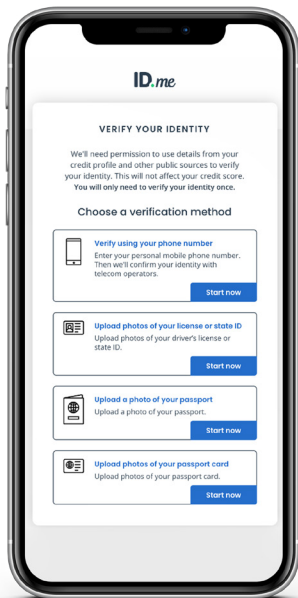 ID.me
VERIFY YOUR IDENTITY
We'll need permission to use details from your
credit profile and other public sources to verify
your identity. This will not affect your credit score.
You will only need to verify your identity once.
Choose a verification method
Verify using your phone number
Enter your personal mobile phone number.
Then we'll confirm your identity with
telecom operators.
Start now
Upload photos of your license or state ID
Upload photos of your driver's license or
state ID.
Start now
Upload a photo of your passport
Upload a photo of your passport.
Start now
Upload photos of your passport card
Upload photos of your passport card.
Start now